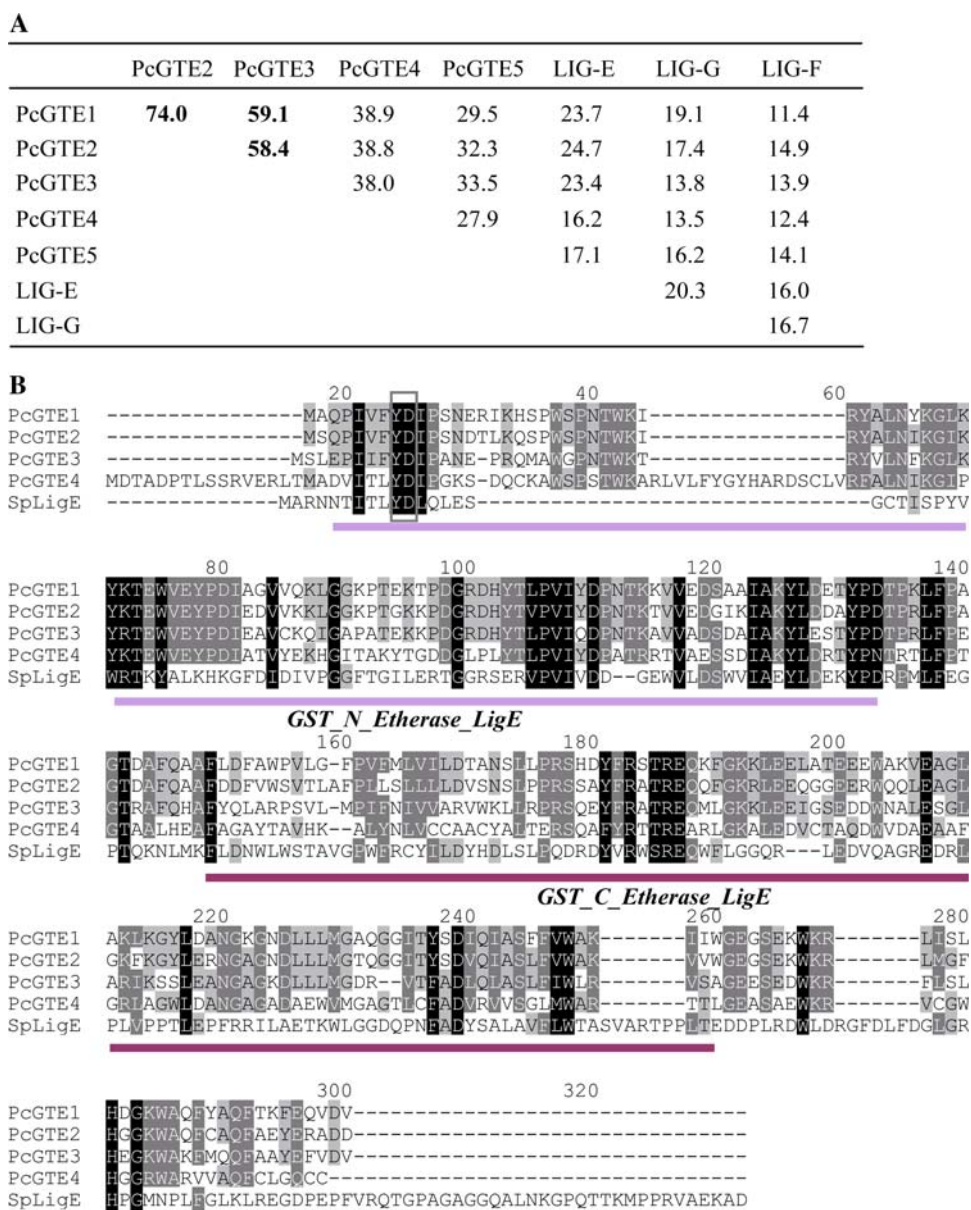 A
PcGTE2 PcGTE3 PcGTE4 PcGTE5 LIG-E LIG-G LIG-F
PcGTE1 74.0 59.1 38.9 29.5 23.7 19.1 11.4
PcGTE2 58.4 38.8 32.3 24.7 17.4 14.9
PcGTE3 38.0 33.5 23.4 13.8 13.9
PcGTE4 27.9 16.2 13.5 12.4
PcGTE5 17.1 16.2 14.1
LIG-E 20.3 16.0
LIG-G 16.7
B
20 40 60
PcGTE1 ----------------MAQPIVFYDIPSNERIKHSPWSPNTWKI----------------RYALNYKGLK
PcGTE2 ----------------MSQPIVFYDIPSNDTLKQSPWSPNTWKI----------------RYALNIKGIK
PcGTE3 ---------------MSLEPIIFYDIPANE-PRQMAWGPNTWKT----------------RYVLNFKGLK
PcGTE4 MDTADPTLSSRVERLTMADVITLYDIPGKS-DQCKAWSPSTWKARLVLFYGYHARDSCLVRFALNIKGIP
SpLigE --------------MARNNTITLYDLQLES--------------------------------GCTISPYV
80 100 120 140
PcGTE1 YKTEWVEYPDIAGVVQKLGGKPTEKTPDGRDHYTLPVIYDPNTKKVVEDSAAIAKYLDETYPDTPKLFPA
PcGTE2 YKTEWVEYPDIEDVVKKLGGKPTGKKPDGRDHYTVPVIYDPNTKTVVEDGIKIAKYLDDAYPDTPRLFPA
PcGTE3 YRTEWVEYPDIEAVCKQIGAPATEKKPDGRDHYTLPVIQDPNTKAVVADSDAIAKYLESTYPDTPRLFPE
PcGTE4 YKTEWVEYPDIATVYEKHGITAKYTGDDGLPLYTLPVIYDPATRRTVAESSDIAKYLDRTYPNTRTLFPT
SpLigE WRTKYALKHKGFDIDIVPGGFTGILERTGGRSERVPVIVDD--GEWVLDSWVIAEYLDEKYPDRPMLFEG
GST_N_Etherase_LigE
160 180 200
PcGTE1 GTDAFQAAFLDFAWPVLG-FPVFMLVILDTANSLLPRSHDYFRSTREQKFGKKLEELATEEEWAKVEAGL
PcGTE2 GTDAFQAAFDDFVWSVTLAFPLLSLLLLDVANSLPPRSSAYFRATREQQFGKRLEEQGGEERWQQLEAGL
PcGTE3 GTRAFQHAFYQLARPSVL-MPIFNIVVARVWKLLRPRSQEYFRATREQMLGKKLEEIGSEDDWNALESGL
PcGTE4 GTAALHEAFAGAYTAVHK--ALYNLVCCAACYALTERSQAFYRTTREARLGKALEDVCTAQDWVDAEAAF
SpLigE PTQKNLMKFLDNWLWSTAVGPWFRCYILDYHDLSLPQDRDYVRWSREQWFLGGQR---LEDVQAGREDRL
GST_C_Etherase_LigE
220 240 260 280
PcGTE1 AKLKGYLDANGKGNDLLLMGAQGGITYSDIQIASFFVWAK-------IIWGEGSEKWKR-------LISL
PcGTE2 GKFKGYLERNGAGNDLLLMGTQGGITYSDVQIASLFVWAK-------VVWGEGSEKWKR-------LMGF
PcGTE3 ARIKSSLEANGAGKDLLLMGDR--VTFADLQLASLFIWLR-------VSAGEESEDWKR-------FLSL
PcGTE4 GRLAGWLDANGAGADAEWVMGAGTLCFADVRVVSGLMWAR-------TTLGEASAEWKR-------VCGW
SpLigE PLVPPTLEPFRRILAETKWLGGDQPNFADYSALAVFLWTASVARTPPLTEDDPLRDWLDRGFDLFDGLGR
300 320
PcGTE1 HDGKWAQFYAQFTKFEQVDV--------------------------------
PcGTE2 HGGKWAQFCAQFAEYERADD--------------------------------
PcGTE3 HEGKWAKFMQQFAAYEFVDV--------------------------------
PcGTE4 HGGRWARVVAQFCLGQCC----------------------------------
SpLigE HPGMNPLFGLKLREGDPEPFVRQTGPAGAGGQALNKGPQTTKMPPRVAEKAD